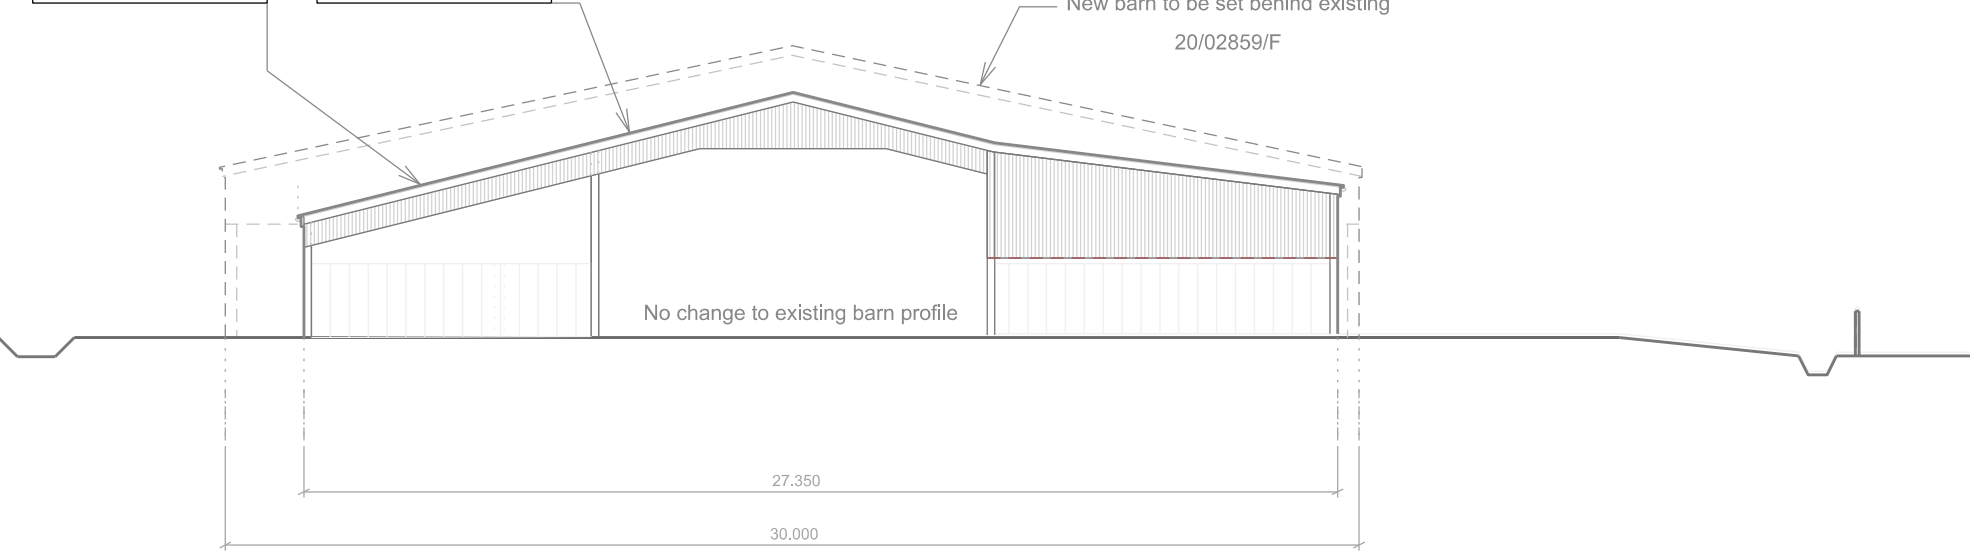 New barn to be set behind existing
20/02859/F
No change to existing barn profile
27.350
30.000